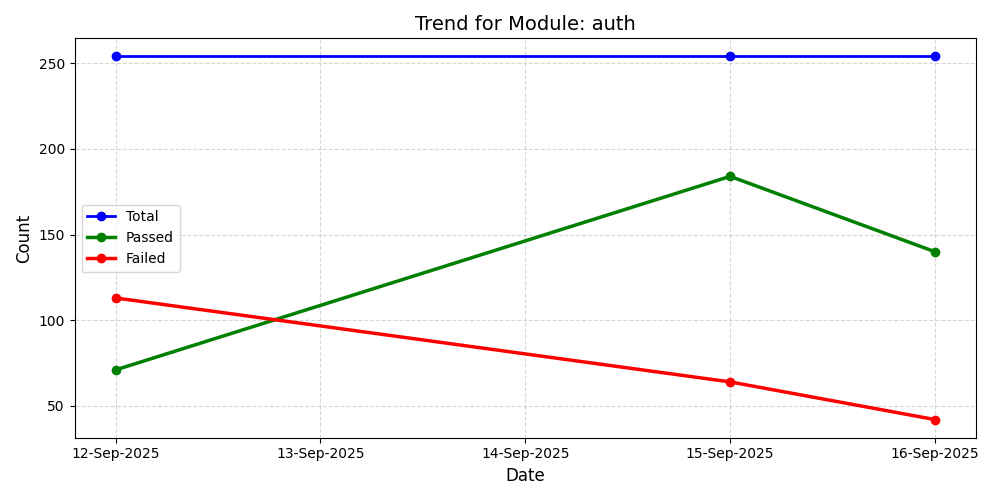 Trend for Module: auth
250
200
150
100
50
Count
Total
Passed
Failed
12-Sep-2025
13-Sep-2025
14-Sep-2025
15-Sep-2025
16-Sep-2025
Date